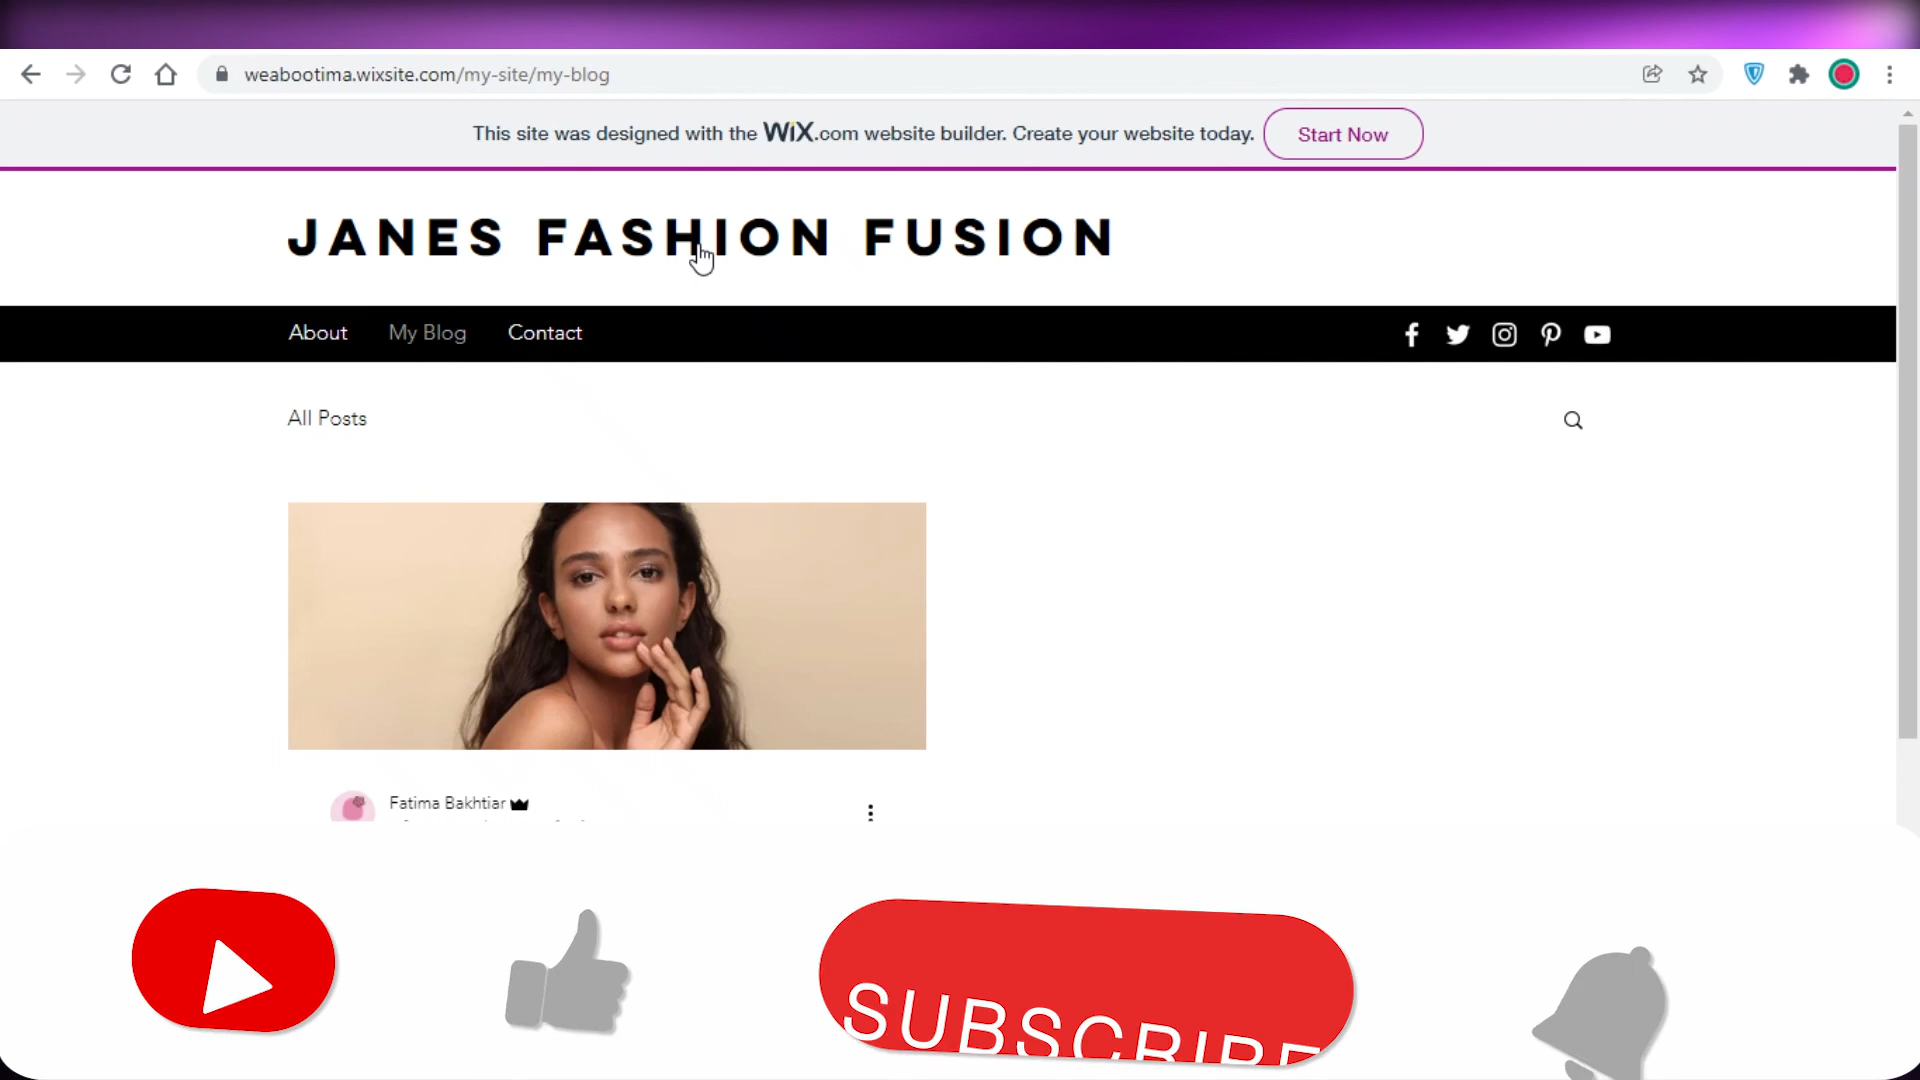 weabootima.wixsite.com/my-site/my-blog
This site was designed with the WiX.com website builder. Create your website today. Start Now
JANES FASHION FUSION
About My Blog Contact
All Posts
Fatima Bakhtiar
SUBSCRIBE